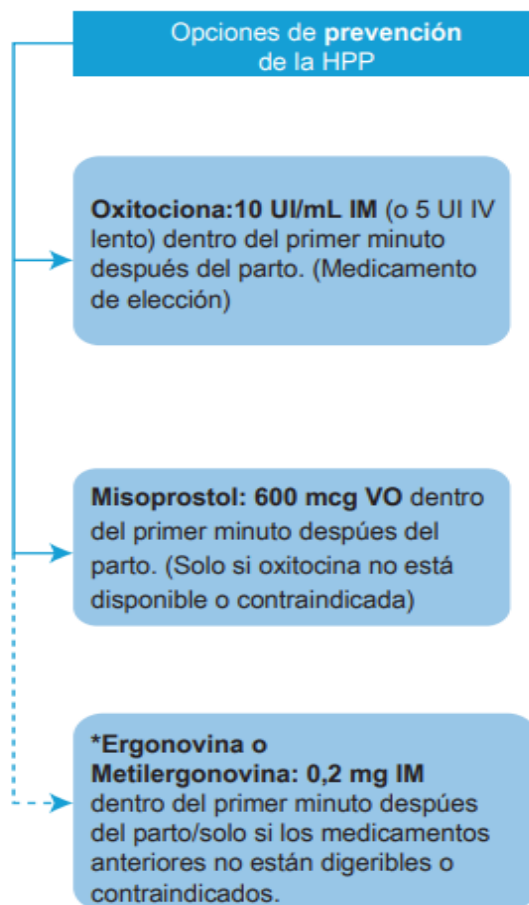 Opciones de prevención
de la HPP
Oxitociona:10 UI/mL IM (o 5 UI IV
lento) dentro del primer minuto
después del parto. (Medicamento
de elección)
Misoprostol: 600 mcg VO dentro
del primer minuto despúes del
parto. (Solo si oxitocina no está
disponible o contraindicada)
*Ergonovina o
Metilergonovina: 0,2 mg IM
dentro del primer minuto despúes
del parto/solo si los medicamentos
anteriores no están digeribles o
contraindicados.